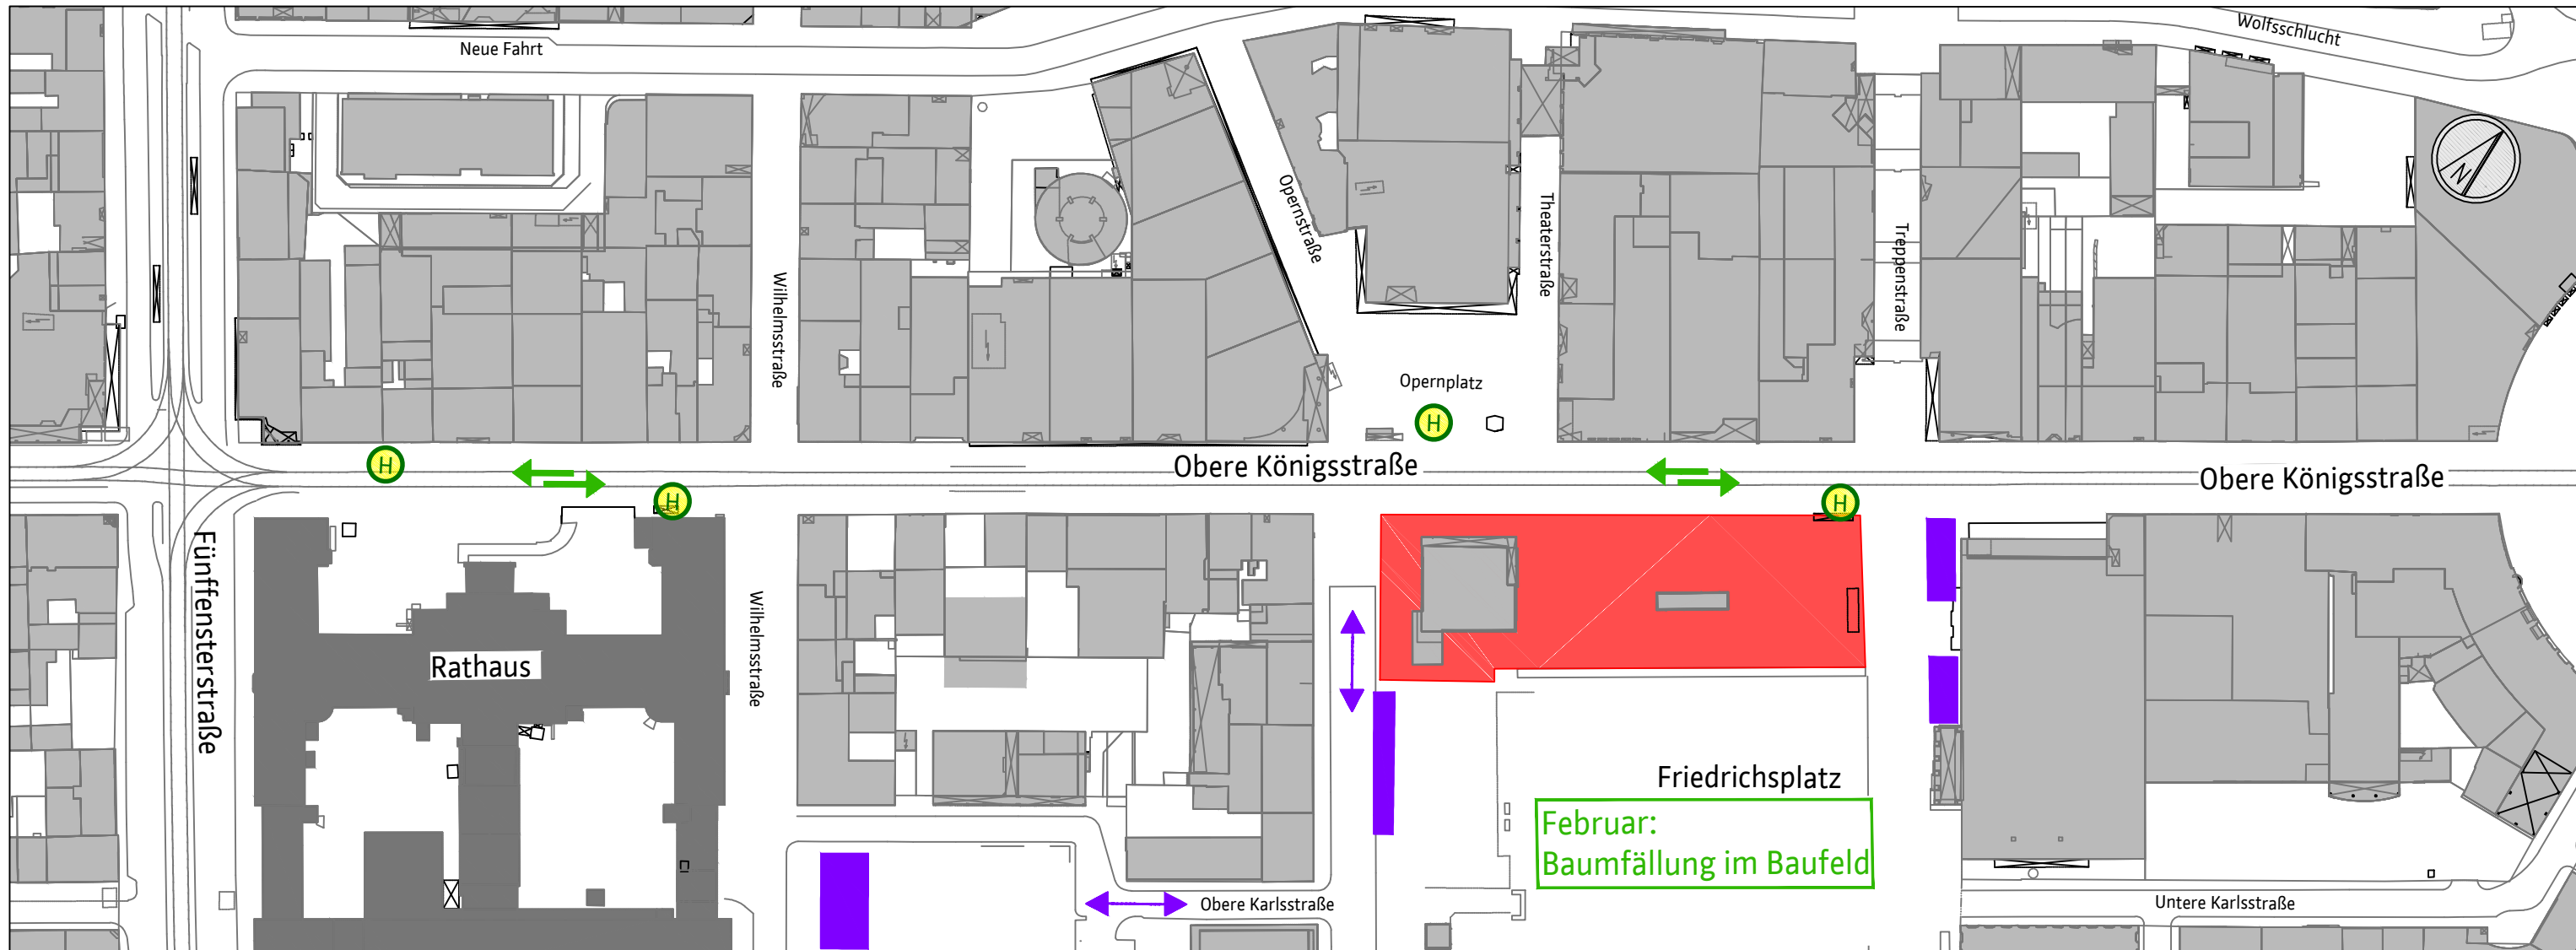 Neue Fahrt
Wolfsschlucht
N
Opernstraße
Theaterstraße
Treppenstraße
Wilhelmsstraße
Opernplatz
H
H
Obere Königsstraße
Obere Königsstraße
H
H
Fünffensterstraße
Rathaus
Wilhelmsstraße
Friedrichsplatz
Februar:
Baumfällung im Baufeld
Obere Karlsstraße
Untere Karlsstraße